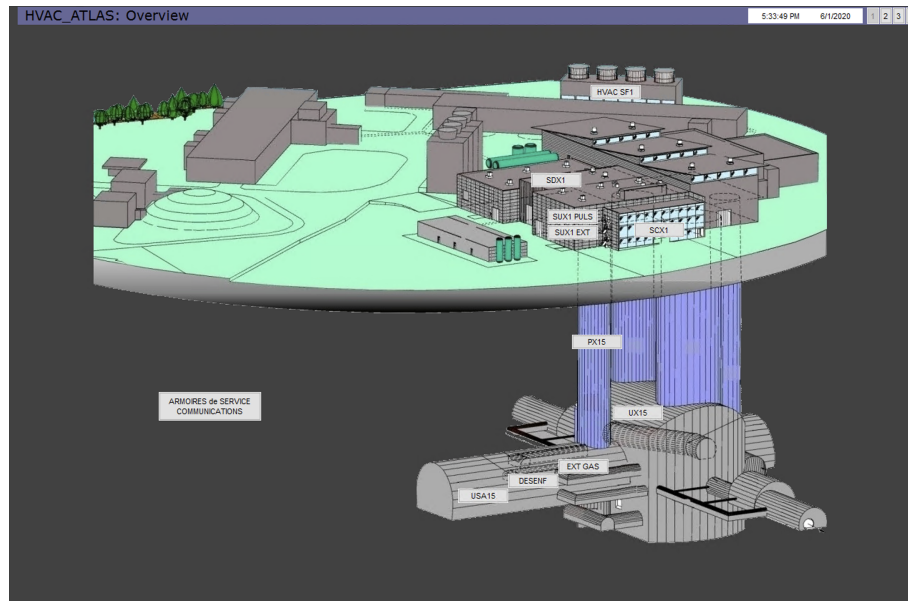 HVAC_ATLAS: Overview
5:33:49 PM 6/1/2020 1 2 3
HVAC SF1
SDX1
SUX1 PULS
SUX1 EXT
SCX1
PX15
ARMOIRES de SERVICE
COMMUNICATIONS
UX15
EXT GAS
DESENF
USA15